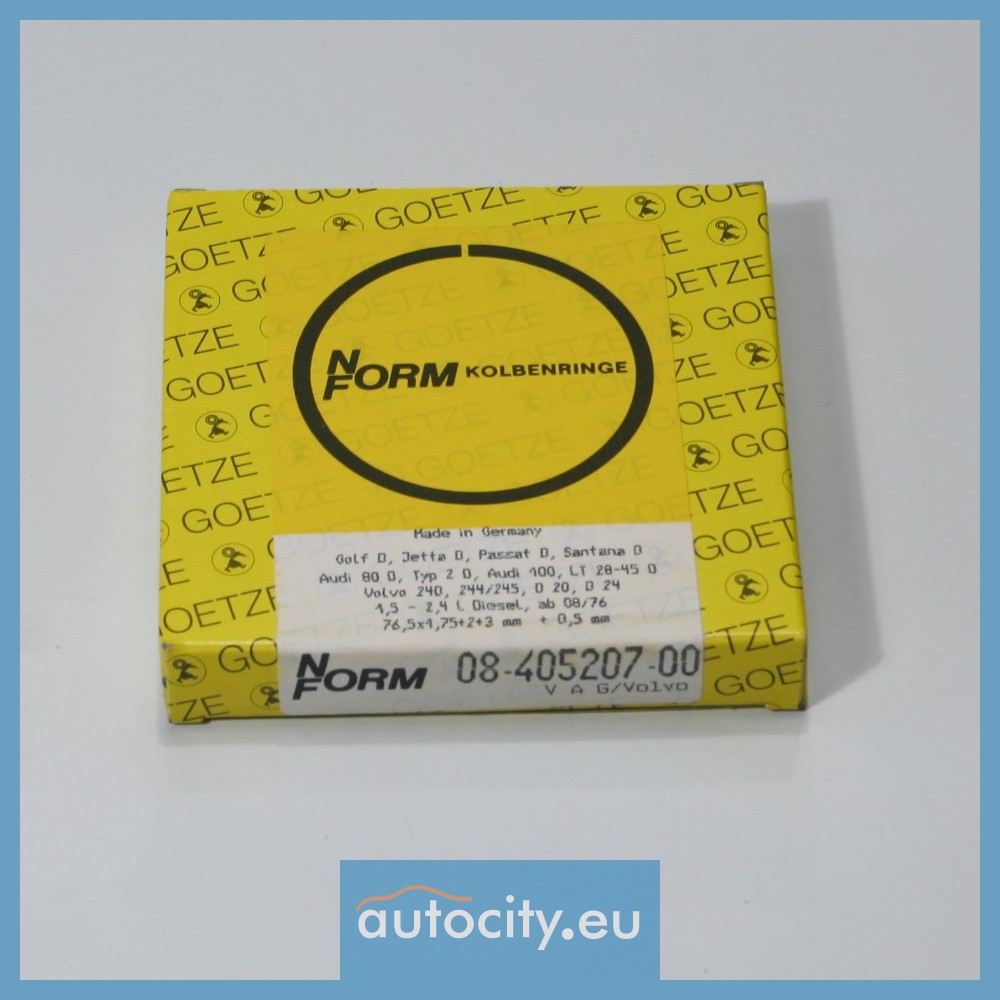 GOETZE
NORM KOLBENRINGE
Made in Germany
Golf D, Jetta D, Passat D, Santana D
Audi 80 D, Typ 2 D, Audi 100, LT 28-45 D
Volvo 240, 244/245, D 20, D 24
1,5 - 2,4 l Diesel, ab 08/76
76,5x1,75+2+3 mm + 0,5 mm
NORM 08-405207-00
V A G/Volvo
autocity.eu